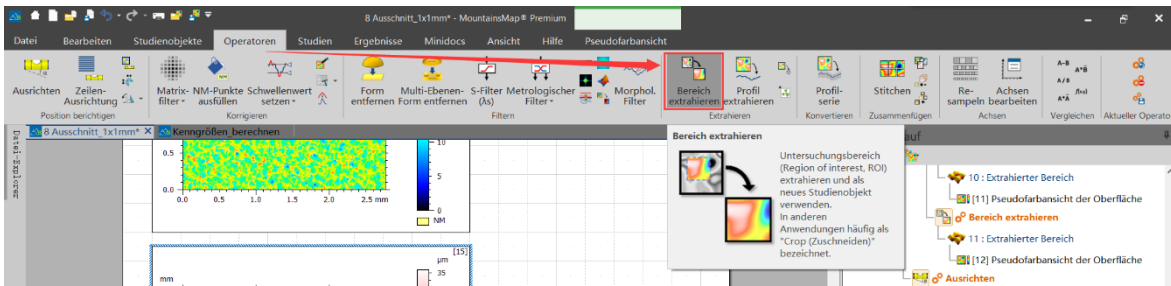 8 Ausschnitt_1x1mm* - MountainsMap® Premium
Datei Bearbeiten Studienobjekte Operatoren Studien Ergebnisse Minidocs Ansicht Hilfe Pseudofarbansicht
Ausrichten
Zeilen-
Ausrichtung
Matrix-
filter
NM-Punkte
ausfüllen
NM
Schwellenwert
setzen
Form
entfernen
Multi-Ebenen-
Form entfernen
S-Filter
(λs)
Metrologischer
Filter
Morphol.
Filter
Bereich
extrahieren
Profil
extrahieren
Profil-
serie
Stitchen
Re-
sampeln
Achsen
bearbeiten
Position berichtigen Korrigieren Filtern Extrahieren Konvertieren Zusammenfügen Achsen Vergleichen Aktueller Operato
8 Ausschnitt_1x1mm* Kenngrößen_berechnen
Datei-Explorer
0.5
0.0
0.0 0.5 1.0 1.5 2.0 2.5 mm
10
5
0
NM
[15]
µm
35
mm
Bereich extrahieren
Untersuchungsbereich
(Region of interest, ROI)
extrahieren und als
neues Studienobjekt
verwenden.
In anderen
Anwendungen häufig als
"Crop (Zuschneiden)"
bezeichnet.
auf
10 : Extrahierter Bereich
[11] Pseudofarbansicht der Oberfläche
Bereich extrahieren
11 : Extrahierter Bereich
[12] Pseudofarbansicht der Oberfläche
Ausrichten